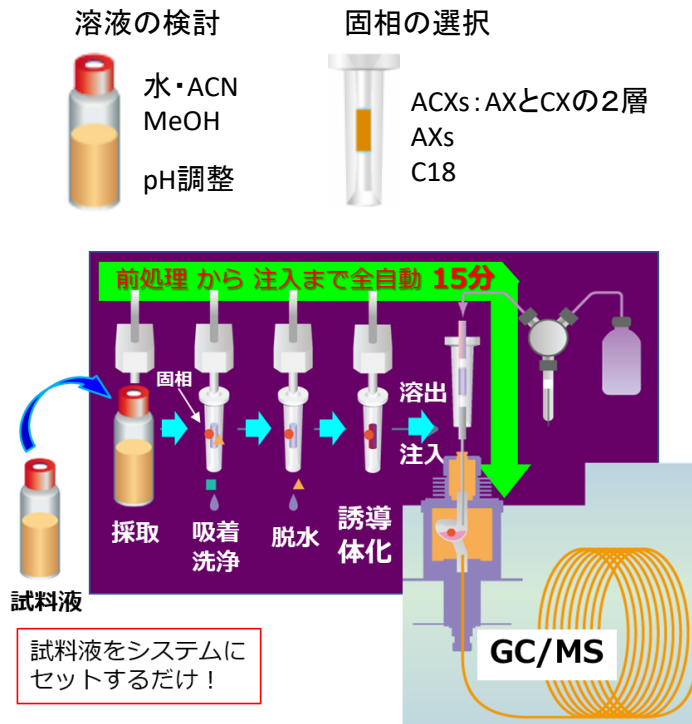 溶液の検討
水・ACN
MeOH
pH調整
固相の選択
ACXs：AXとCXの２層
AXs
C18
前処理 から 注入まで全自動 15分
固相
溶出
注入
採取
吸着
洗浄
脱水
誘導
体化
試料液
GC/MS
試料液をシステムに
セットするだけ！